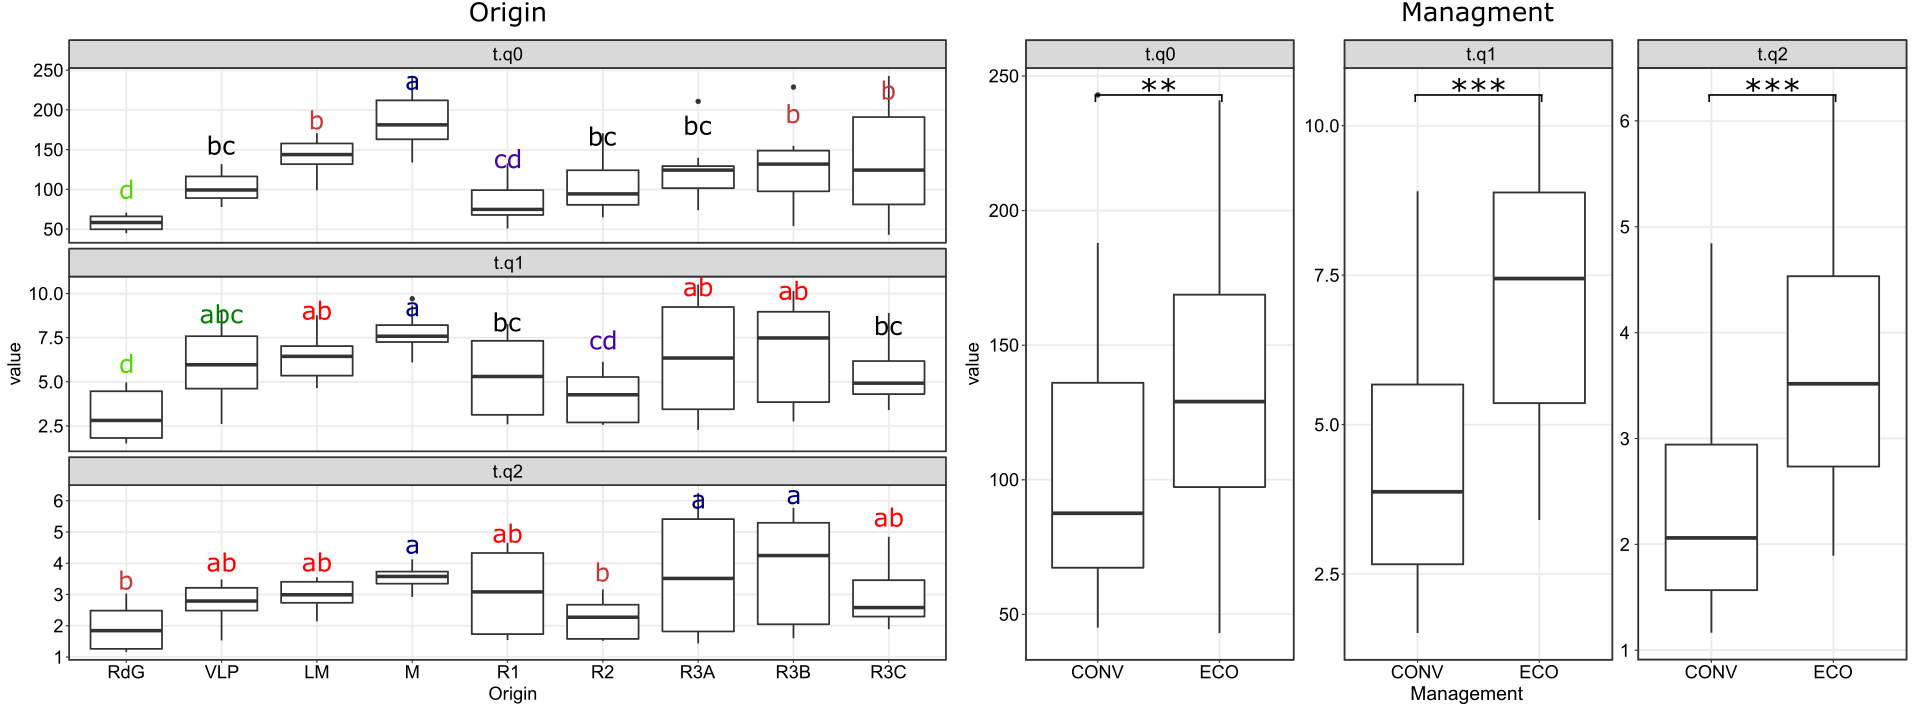 Origin
t.q0
250
200
150
100
50
d
bc
b
a
cd
bc
bc
b
b
t.q1
10.0
7.5
5.0
2.5
d
abc
ab
a
bc
cd
ab
ab
bc
t.q2
6
5
4
3
2
1
b
ab
ab
a
ab
b
a
a
ab
value
RdG VLP LM M R1 R2 R3A R3B R3C
Origin
Managment
t.q0
250
200
150
100
50
**
value
CONV ECO
t.q1
10.0
7.5
5.0
2.5
***
CONV ECO
t.q2
6
5
4
3
2
1
***
CONV ECO
Management